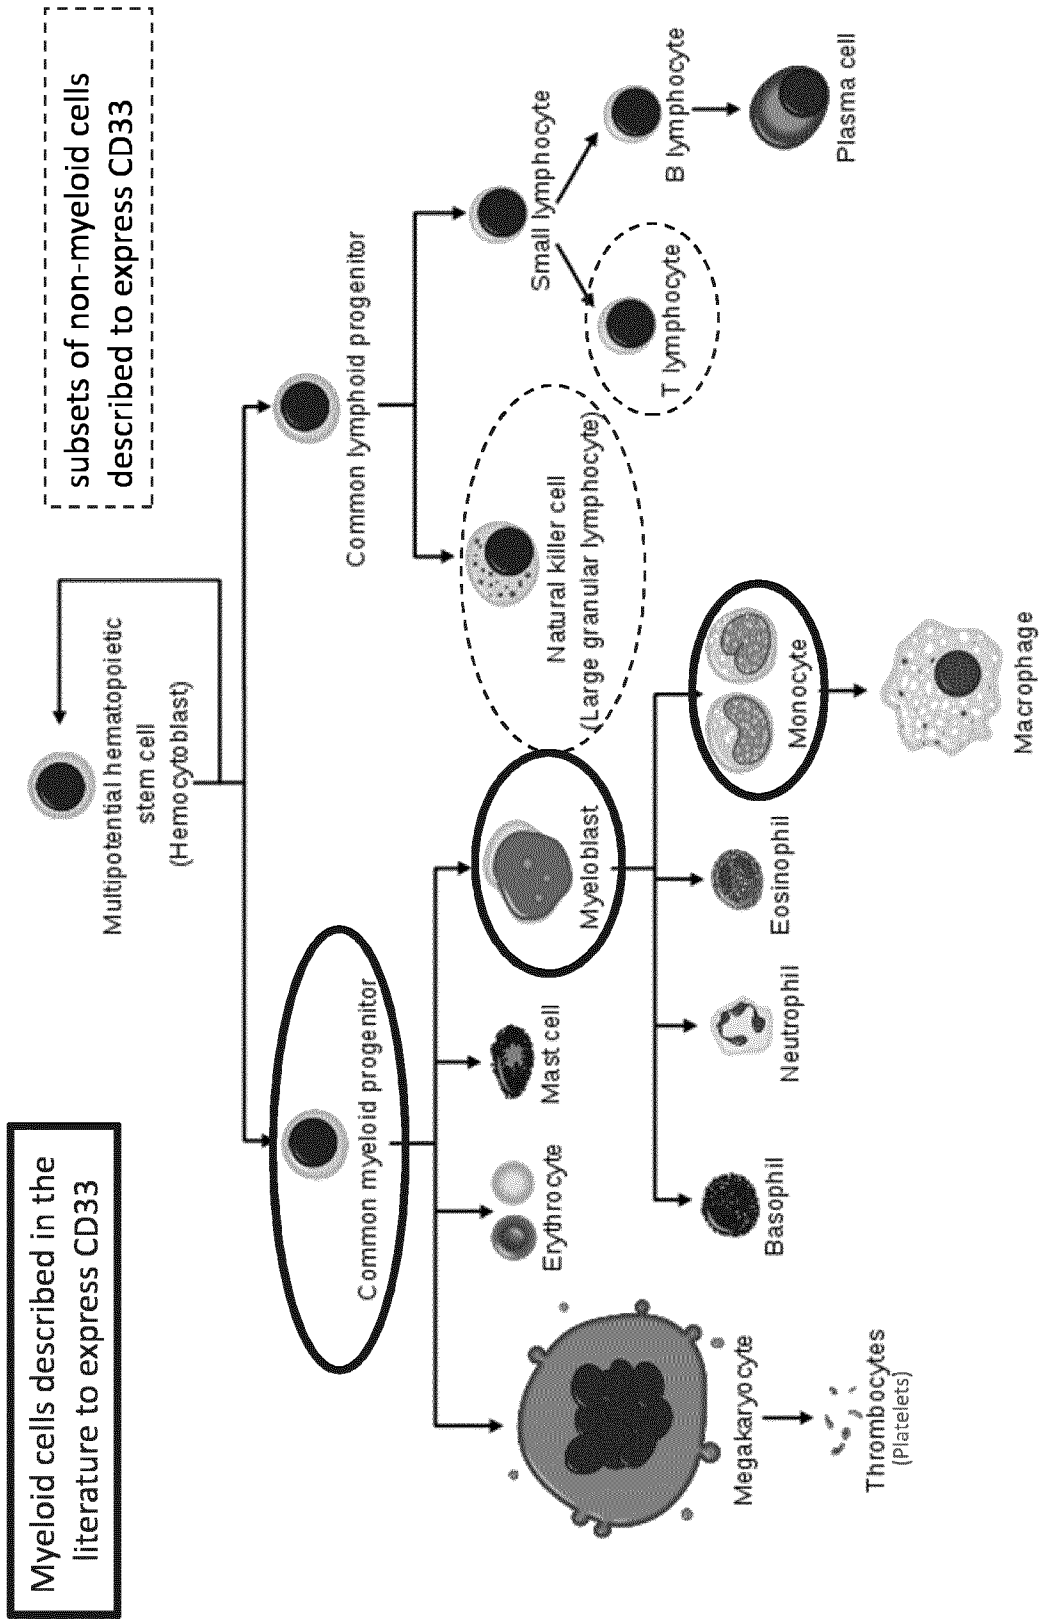 Myeloid cells described in the
literature to express CD33
subsets of non-myeloid cells
described to express CD33
Multipotential hematopoietic
stem cell
(Hemocytoblast)
Common myeloid progenitor
Common lymphoid progenitor
Megakaryocyte
Erythrocyte
Mast cell
Myeloblast
Natural killer cell
(Large granular lymphocyte)
Small lymphocyte
T lymphocyte
B lymphocyte
Thrombocytes
(Platelets)
Basophil
Neutrophil
Eosinophil
Monocyte
Plasma cell
Macrophage